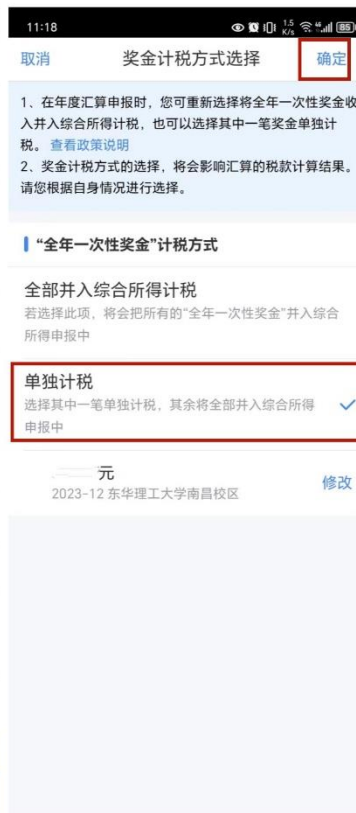 11:18
1.5 K/s 85
取消 奖金计税方式选择 确定
1、在年度汇算申报时，您可重新选择将全年一次性奖金收
入并入综合所得计税，也可以选择其中一笔奖金单独计
税。 查看政策说明
2、奖金计税方式的选择，将会影响汇算的税款计算结果。
请您根据自身情况进行选择。
“全年一次性奖金”计税方式
全部并入综合所得计税
若选择此项，将会把所有的“全年一次性奖金”并入综合
所得申报中
单独计税
选择其中一笔单独计税，其余将全部并入综合所得
申报中
元
2023-12 东华理工大学南昌校区 修改